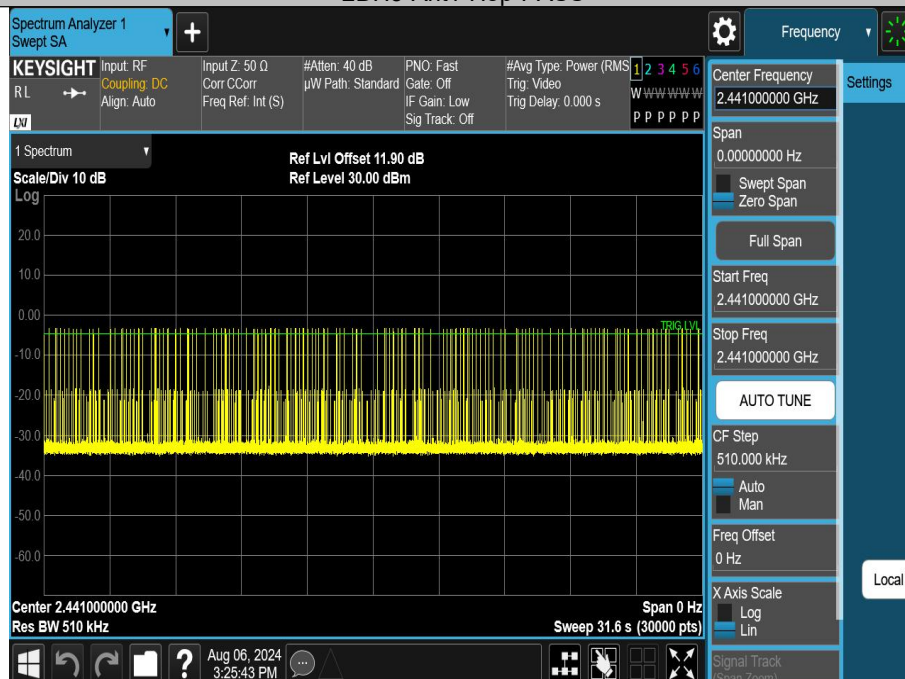 Spectrum Analyzer 1
Swept SA
+
Frequency
KEYSIGHT
RL
LXI
Input: RF
Coupling: DC
Align: Auto
Input Z: 50 Ω
Corr CCorr
Freq Ref: Int (S)
#Atten: 40 dB
µW Path: Standard
PNO: Fast
Gate: Off
IF Gain: Low
Sig Track: Off
#Avg Type: Power (RMS
Trig: Video
Trig Delay: 0.000 s
1 2 3 4 5 6
W W W W W W
P P P P P P
1 Spectrum
Scale/Div 10 dB
Log
Ref Lvl Offset 11.90 dB
Ref Level 30.00 dBm
20.0
10.0
0.00
-10.0
-20.0
-30.0
-40.0
-50.0
-60.0
TRIG LVL
Center 2.441000000 GHz
Res BW 510 kHz
Span 0 Hz
Sweep 31.6 s (30000 pts)
Center Frequency
2.441000000 GHz
Settings
Span
0.00000000 Hz
Swept Span
Zero Span
Full Span
Start Freq
2.441000000 GHz
Stop Freq
2.441000000 GHz
AUTO TUNE
CF Step
510.000 kHz
Auto
Man
Freq Offset
0 Hz
Local
X Axis Scale
Log
Lin
Signal Track
(Span Zoom)
?
Aug 06, 2024
3:25:43 PM